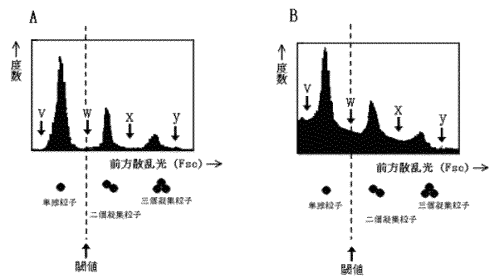 A
↑度数
V
W
X
y
前方散乱光 (Fsc) →
単摻粒子
二個凝集粒子
三個凝集粒子
閾値
B
↑度数
V
W
X
y
前方散乱光 (Fsc) →
単摻粒子
二個凝集粒子
三個凝集粒子
閾値